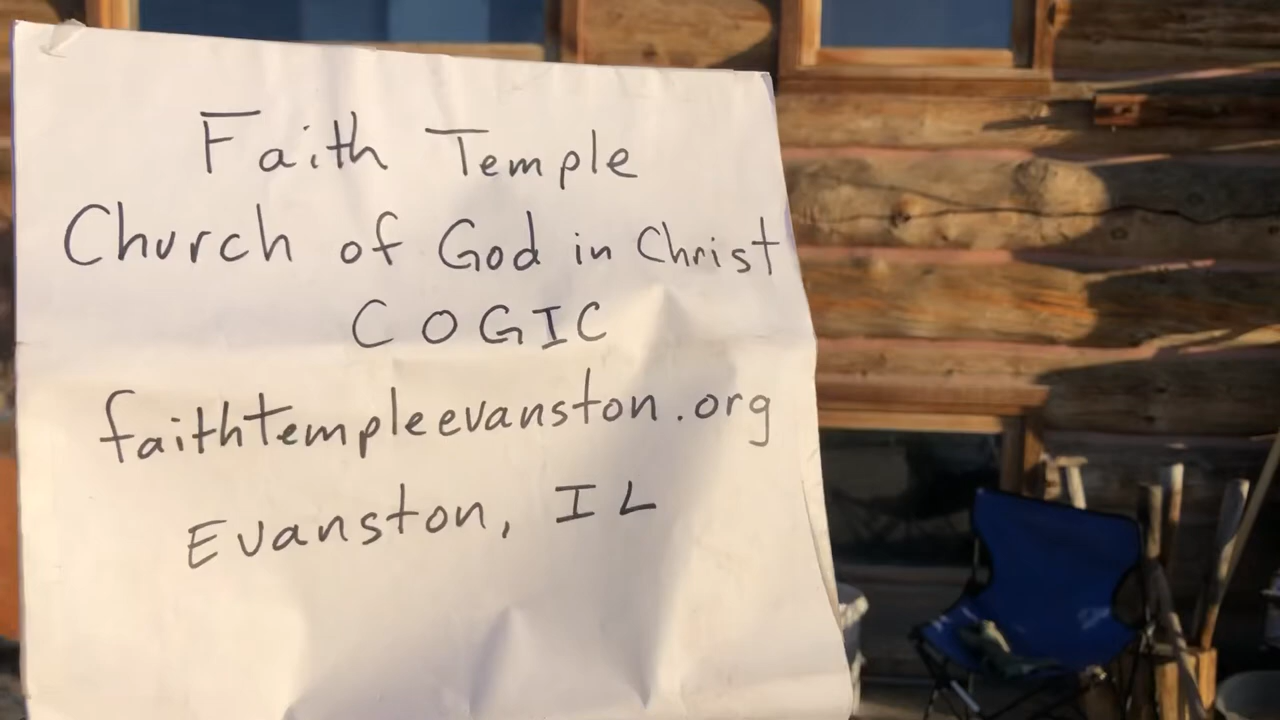 Faith Temple
Church of God in Christ
COGIC
faithtempleevanston.org
Evanston, IL